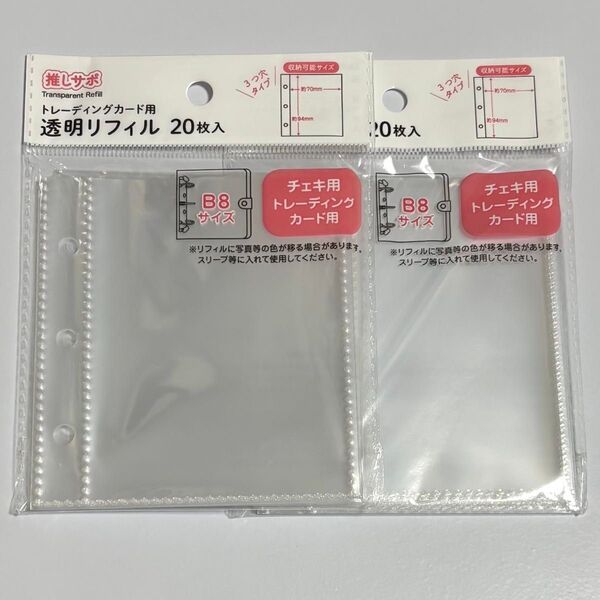 推しサポ
Transparent Refill
トレーディングカード用
透明リフィル 20枚入
3つ穴
タイプ
収納可能サイズ
約70mm
約94mm
B8
サイズ
チェキ用
トレーディング
カード用
※リフィルに写真等の色が移る場合があります。
スリーブ等に入れて使用してください。
3つ穴
タイプ
収納可能サイズ
約70mm
約94mm
20枚入
B8
サイズ
チェキ用
トレーディング
カード用
※リフィルに写真等の色が移る場合があります。
スリーブ等に入れて使用してください。